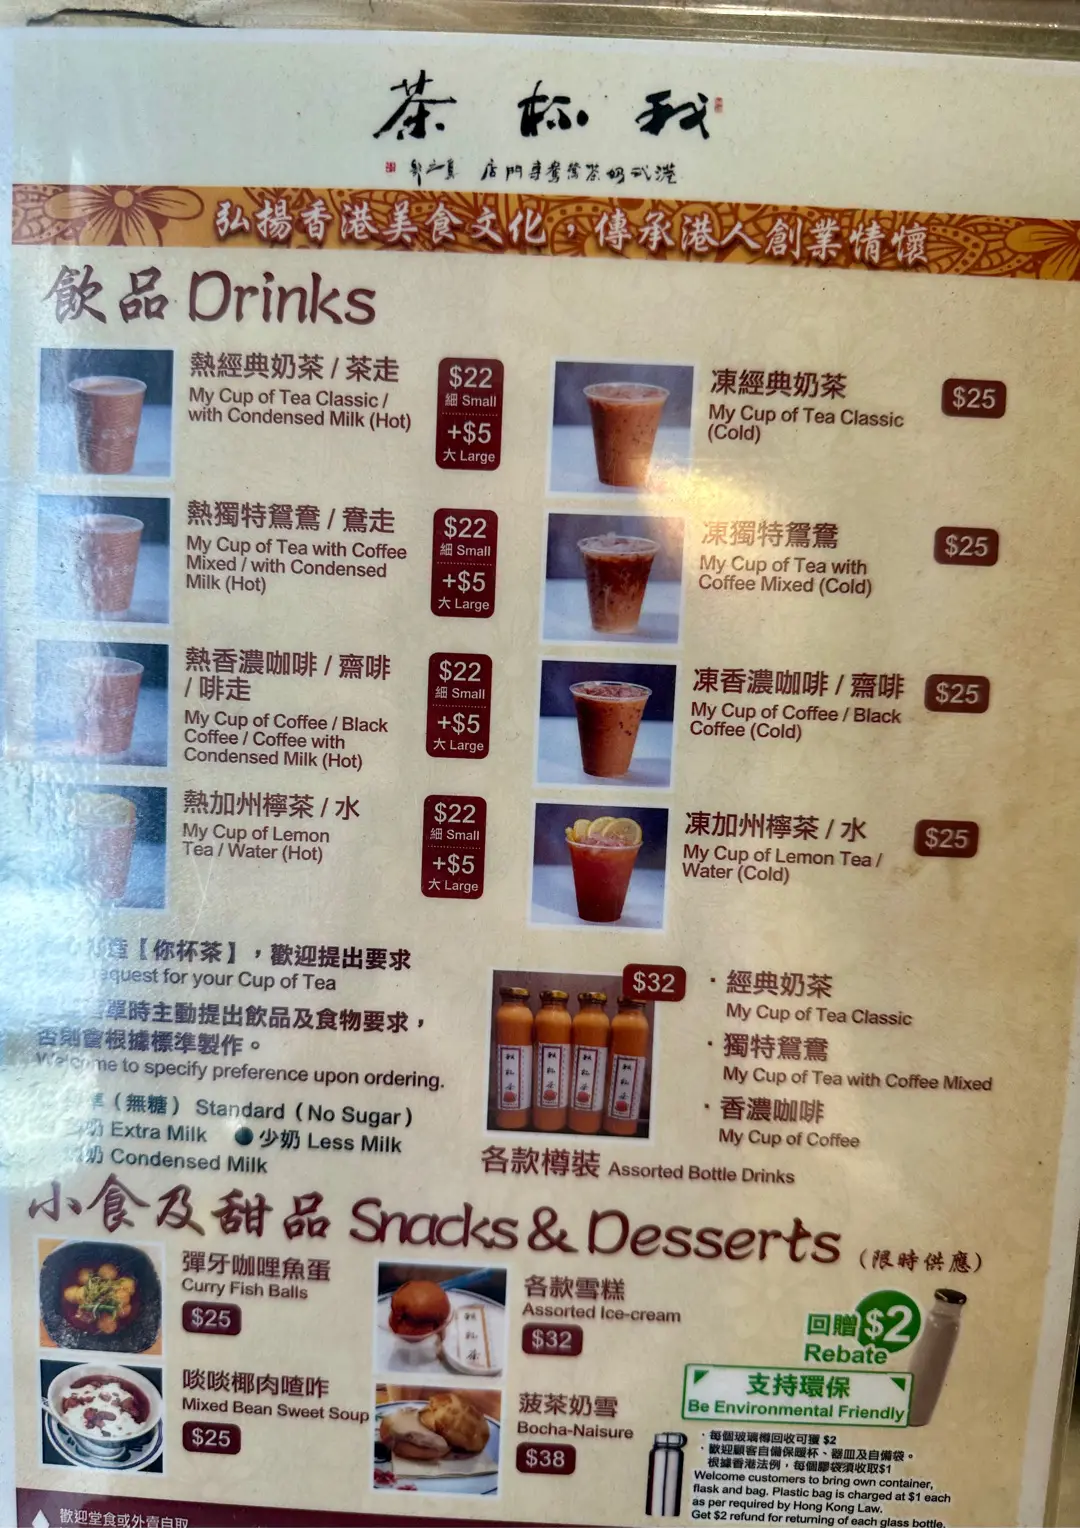 茶 杯 我
店門專鴦鴛茶奶式港
弘揚香港美食文化，傳承港人創業情懷
飲品 Drinks
熱經典奶茶 / 茶走
My Cup of Tea Classic /
with Condensed Milk (Hot)
$22
細 Small
+$5
大 Large
凍經典奶茶
My Cup of Tea Classic
(Cold)
$25
熱獨特鴛鴦 / 鴦走
My Cup of Tea with Coffee
Mixed / with Condensed
Milk (Hot)
$22
細 Small
+$5
大 Large
凍獨特鴛鴦
My Cup of Tea with
Coffee Mixed (Cold)
$25
熱香濃咖啡 / 齋啡
/ 啡走
My Cup of Coffee / Black
Coffee / Coffee with
Condensed Milk (Hot)
$22
細 Small
+$5
大 Large
凍香濃咖啡 / 齋啡
My Cup of Coffee / Black
Coffee (Cold)
$25
熱加州檸茶 / 水
My Cup of Lemon
Tea / Water (Hot)
$22
細 Small
+$5
大 Large
凍加州檸茶 / 水
My Cup of Lemon Tea /
Water (Cold)
$25
造【你杯茶】，歡迎提出要求
for your Cup of Tea
單時主動提出飲品及食物要求，
否則會根據標準製作。
Welcome to specify preference upon ordering.
（無糖） Standard ( No Sugar )
奶 Extra Milk ● 少奶 Less Milk
奶 Condensed Milk
$32
· 經典奶茶
My Cup of Tea Classic
· 獨特鴛鴦
My Cup of Tea with Coffee Mixed
· 香濃咖啡
My Cup of Coffee
各款樽裝 Assorted Bottle Drinks
小食及甜品 Snacks & Desserts (限時供應)
彈牙咖哩魚蛋
Curry Fish Balls
$25
各款雪糕
Assorted Ice-cream
$32
啖啖椰肉喳咋
Mixed Bean Sweet Soup
$25
菠茶奶雪
Bocha-Naisure
$38
回贈 $2
Rebate
支持環保
Be Environmental Friendly
· 每個玻璃樽回收可獲 $2
· 歡迎顧客自備保暖杯、器皿及自備袋。
根據香港法例，每個膠袋須收取$1
Welcome customers to bring own container,
flask and bag. Plastic bag is charged at $1 each
as per required by Hong Kong Law.
Get $2 refund for returning of each glass bottle.
歡迎堂食或外賣自取